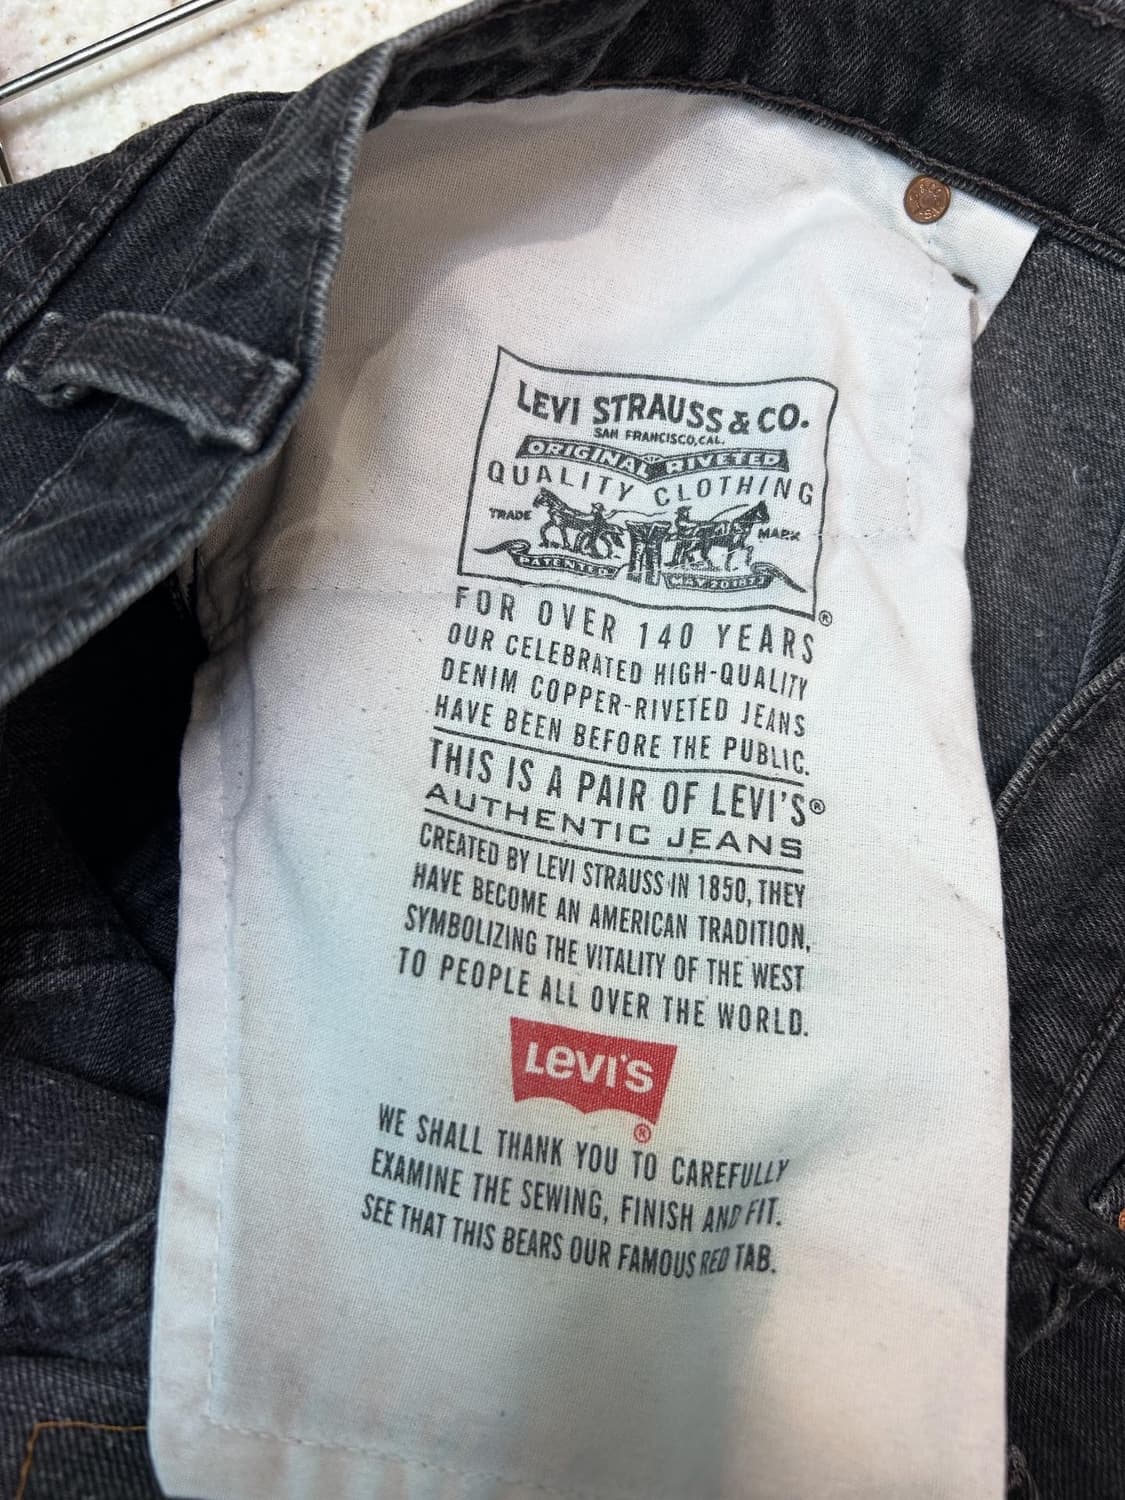 LEVI STRAUSS & CO.
SAN FRANCISCO, CAL.
ORIGINAL RIVETED
QUALITY CLOTHING
TRADE MARK
PATENTED MAY 20 1873
®
FOR OVER 140 YEARS
OUR CELEBRATED HIGH-QUALITY
DENIM COPPER-RIVETED JEANS
HAVE BEEN BEFORE THE PUBLIC.
THIS IS A PAIR OF LEVI'S®
AUTHENTIC JEANS
CREATED BY LEVI STRAUSS IN 1850, THEY
HAVE BECOME AN AMERICAN TRADITION,
SYMBOLIZING THE VITALITY OF THE WEST
TO PEOPLE ALL OVER THE WORLD.
LEVI'S
®
WE SHALL THANK YOU TO CAREFULLY
EXAMINE THE SEWING, FINISH AND FIT.
SEE THAT THIS BEARS OUR FAMOUS RED TAB.